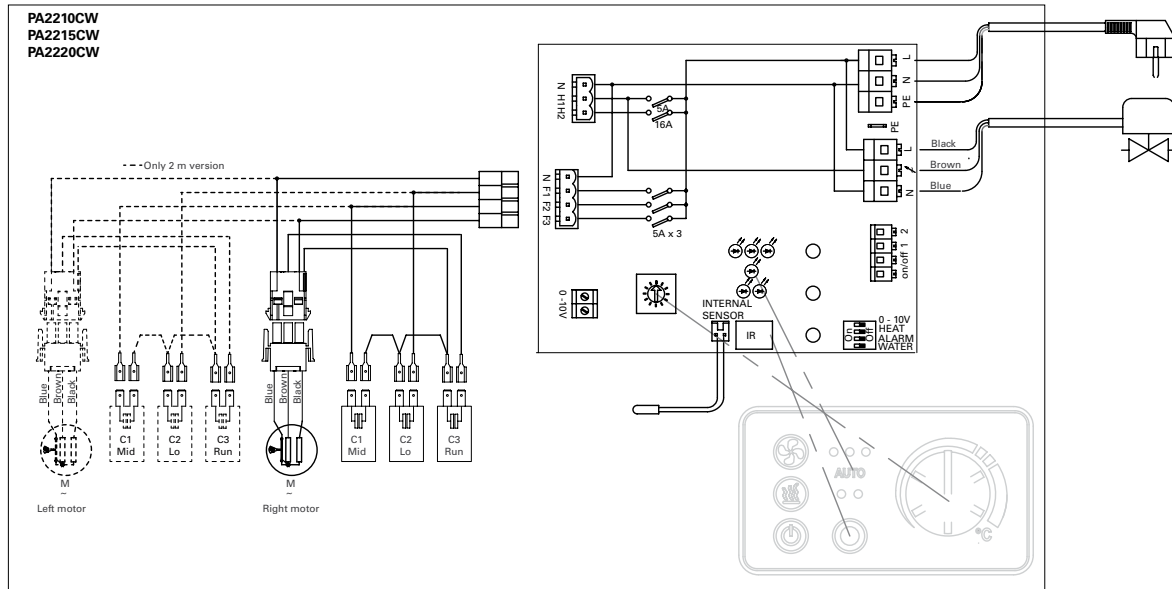 PA2210CW
PA2215CW
PA2220CW
N H1 H2
5A
16A
L
N
PE
PE
L
N
Black
Brown
Blue
---Only 2 m version
N F1 F2 F3
5A x 3
on/off 1 2
0 -10V
INTERNAL
SENSOR
IR
On
Off
0 - 10V
HEAT
ALARM
WATER
Blue
Brown
Black
C1
Mid
C2
Lo
C3
Run
M
~
Left motor
Blue
Brown
Black
C1
Mid
C2
Lo
C3
Run
M
~
Right motor
AUTO
°C